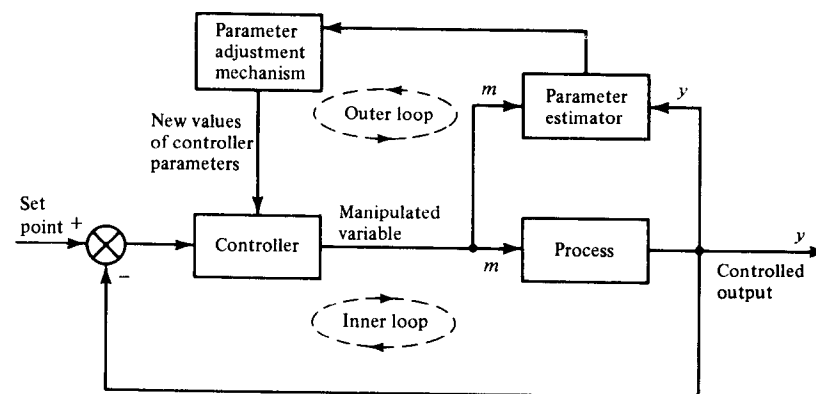 Parameter
adjustment
mechanism
Outer loop
m
Parameter
estimator
y
New values
of controller
parameters
Set
point +
−
Controller
Manipulated
variable
m
Process
y
Controlled
output
Inner loop